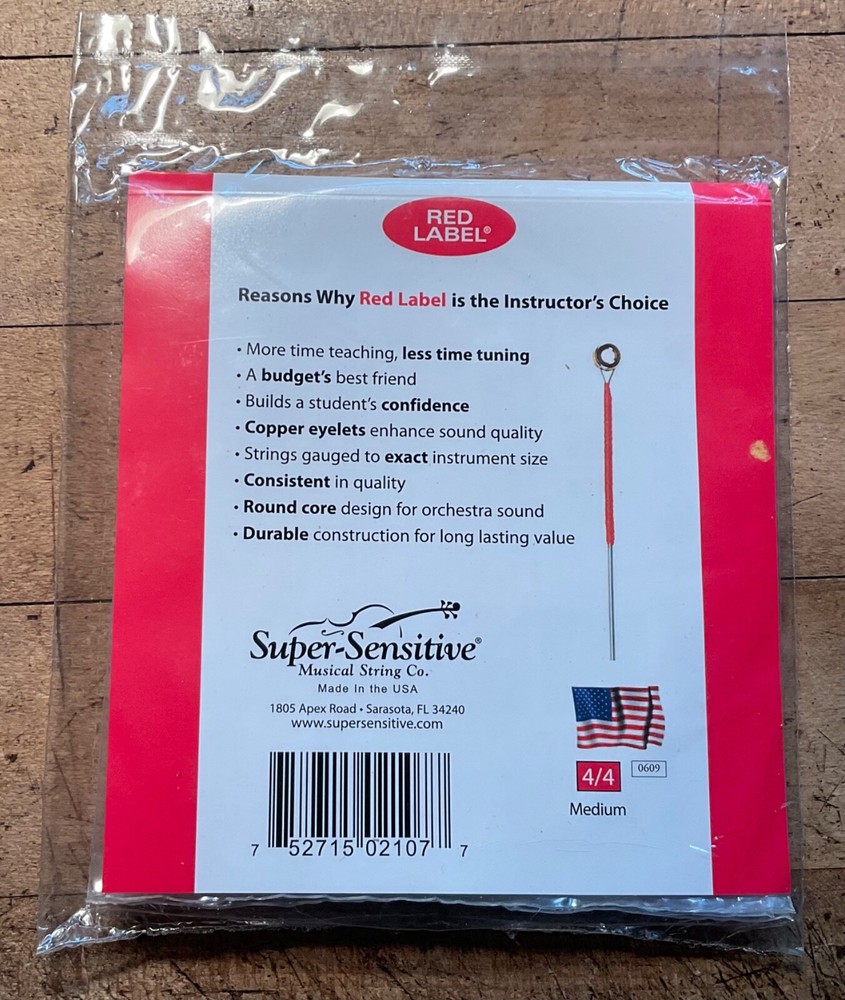 RED
LABEL®
Reasons Why Red Label is the Instructor's Choice
• More time teaching, less time tuning
• A budget's best friend
• Builds a student's confidence
• Copper eyelets enhance sound quality
• Strings gauged to exact instrument size
• Consistent in quality
• Round core design for orchestra sound
• Durable construction for long lasting value
Super-Sensitive®
Musical String Co.
Made In the USA
1805 Apex Road • Sarasota, FL 34240
www.supersensitive.com
4/4 0609
Medium
7 52715 02107 7